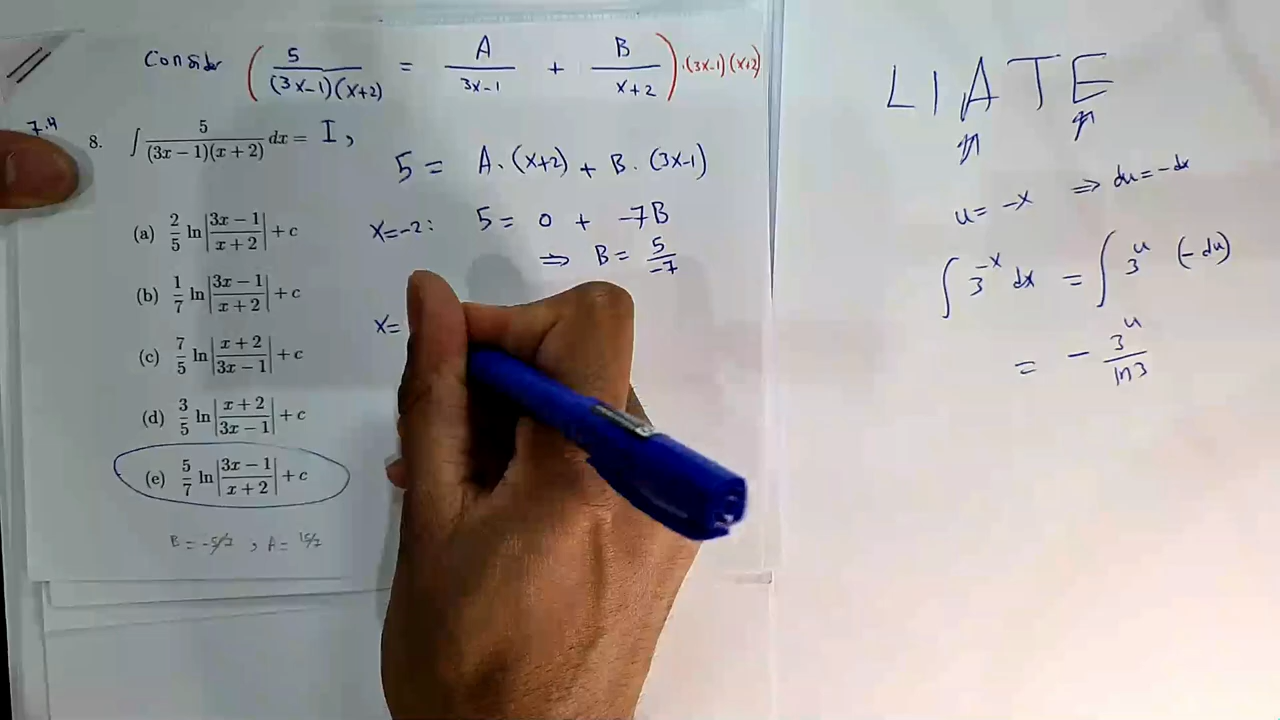 Consider ( 5/((3x-1)(x+2)) = A/(3x-1) + B/(x+2) ) · (3x-1)(x+2)
7.4
8. ∫ 5/((3x − 1)(x + 2)) dx = I,
5 = A. (x+2) + B. (3x-1)
x=-2: 5 = 0 + -7B
⇒ B = 5/-7
x=
(a) 2/5 ln|(3x − 1)/(x + 2)| + c
(b) 1/7 ln|(3x − 1)/(x + 2)| + c
(c) 7/5 ln|(x + 2)/(3x − 1)| + c
(d) 3/5 ln|(x + 2)/(3x − 1)| + c
(e) 5/7 ln|(3x − 1)/(x + 2)| + c
B = -5/7 , A = 15/7
LIATE
u = -x ⇒ du = -dx
∫ 3^-x dx = ∫ 3^u (-du)
= - 3^u/ln3